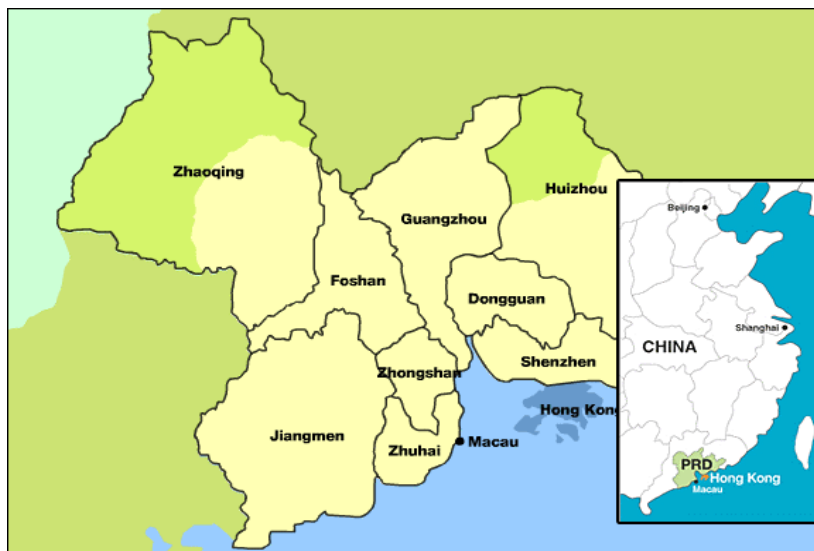 Zhaoqing
Huizhou
Guangzhou
Foshan
Dongguan
Shenzhen
Zhongshan
Hong Kong
Jiangmen
Zhuhai
Macau
Beijing
Shanghai
CHINA
PRD
Hong Kong
Macau